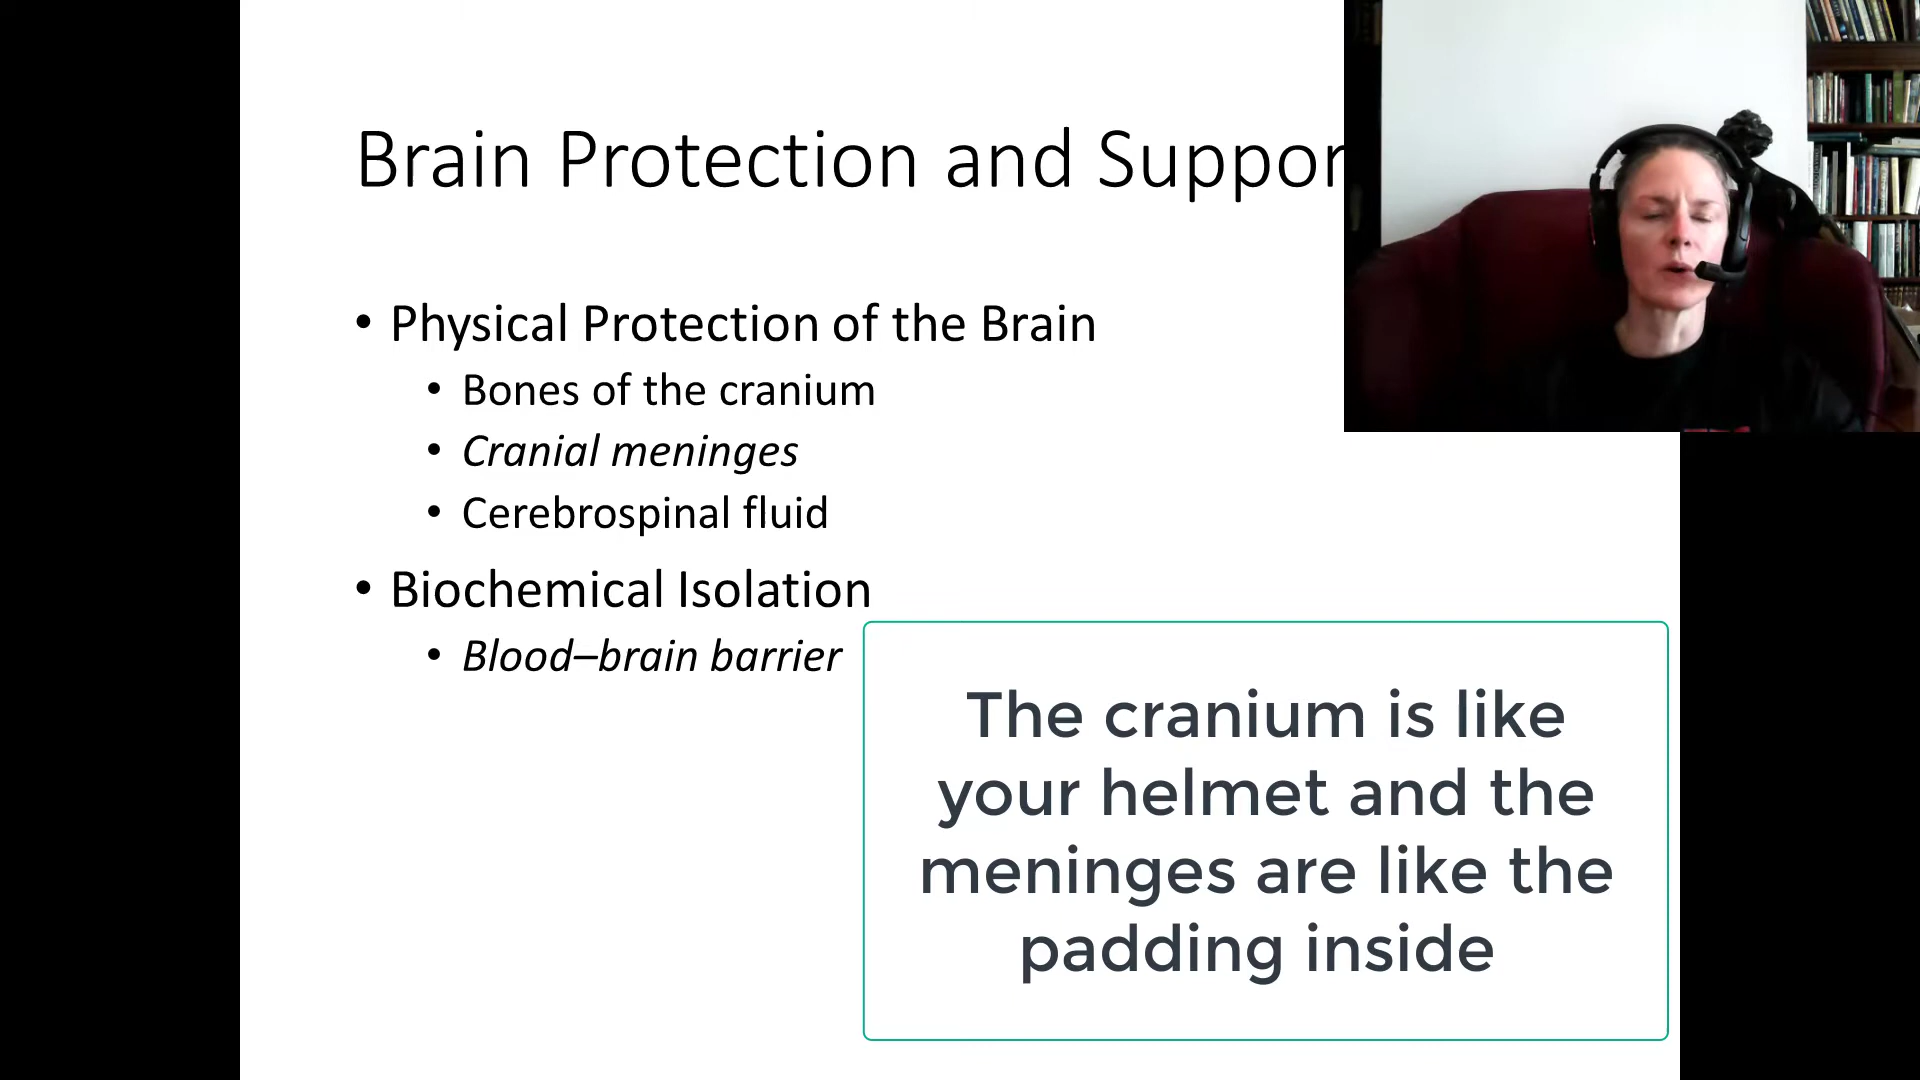 Brain Protection and Suppor
• Physical Protection of the Brain
• Bones of the cranium
• Cranial meninges
• Cerebrospinal fluid
• Biochemical Isolation
• Blood–brain barrier
The cranium is like
your helmet and the
meninges are like the
padding inside